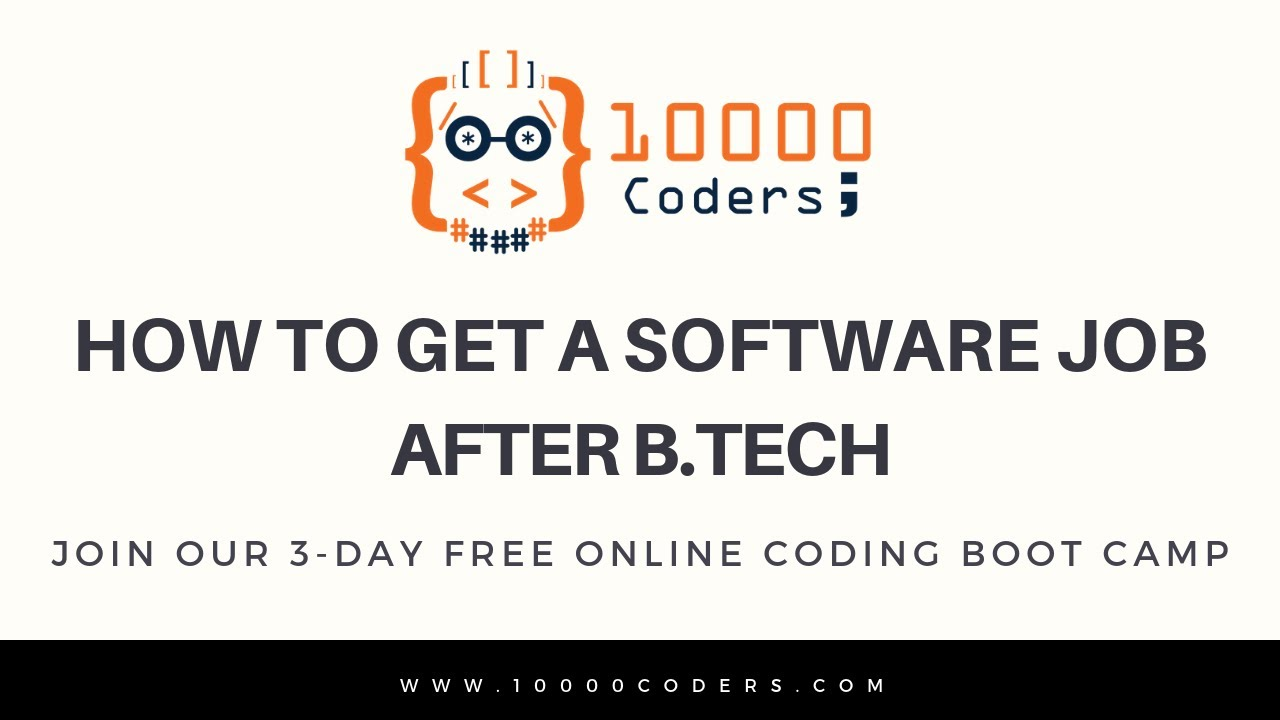 [ [ ] ]
{ * * }
< >
#####
10000
Coders;
HOW TO GET A SOFTWARE JOB
AFTER B.TECH
JOIN OUR 3-DAY FREE ONLINE CODING BOOT CAMP
WWW.10000CODERS.COM